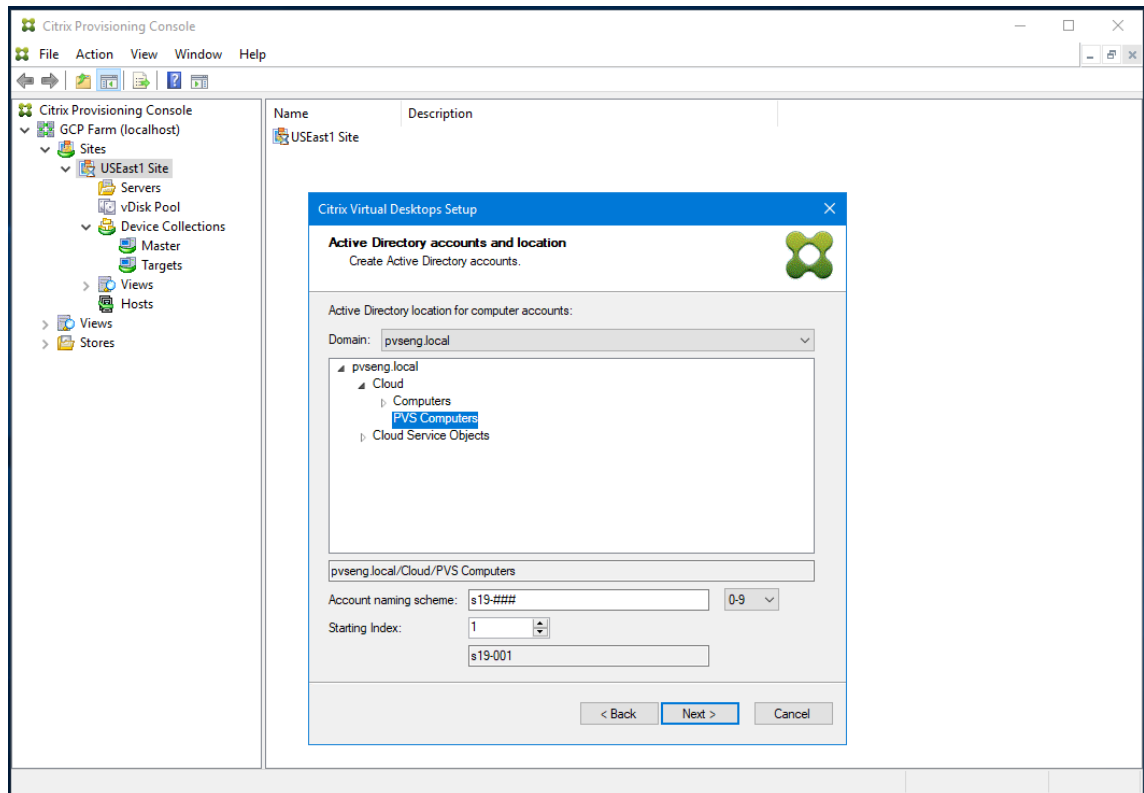 Citrix Provisioning Console
File Action View Window Help
Citrix Provisioning Console
GCP Farm (localhost)
Sites
USEast1 Site
Servers
vDisk Pool
Device Collections
Master
Targets
Views
Hosts
Views
Stores
Name Description
USEast1 Site
Citrix Virtual Desktops Setup
Active Directory accounts and location
Create Active Directory accounts.
Active Directory location for computer accounts:
Domain: pvseng.local
pvseng.local
Cloud
Computers
PVS Computers
Cloud Service Objects
pvseng.local/Cloud/PVS Computers
Account naming scheme: s19-### 0-9
Starting Index: 1
s19-001
< Back Next > Cancel